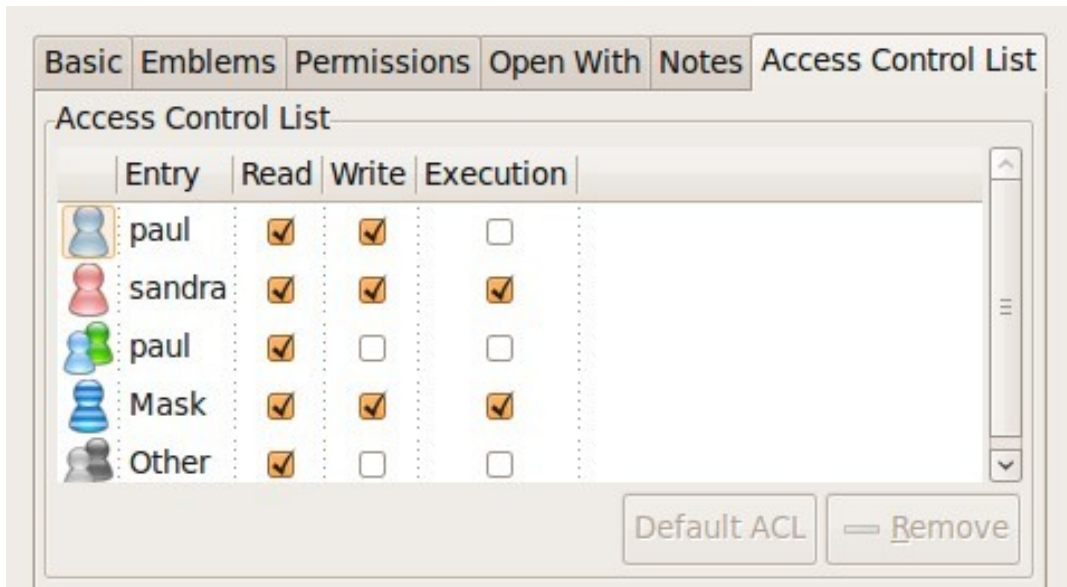 Basic Emblems Permissions Open With Notes Access Control List
Access Control List
Entry Read Write Execution
paul
sandra
paul
Mask
Other
Default ACL Remove